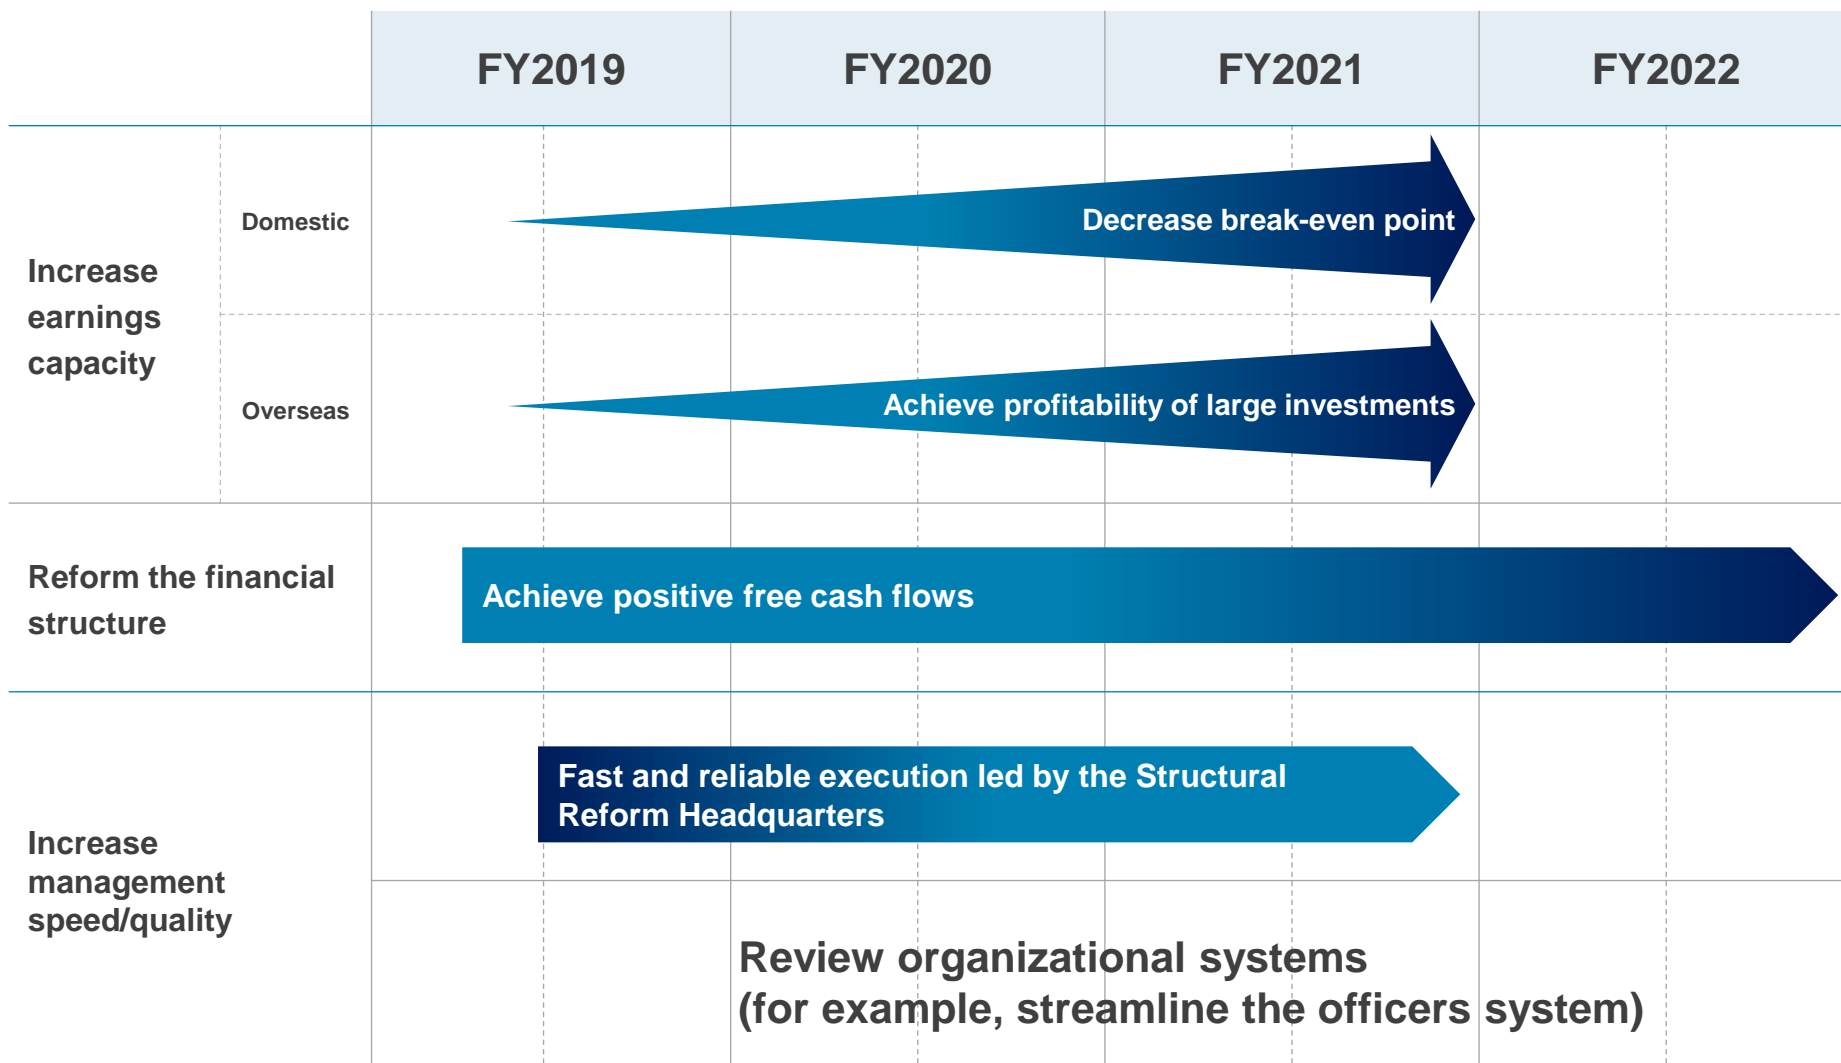 FY2019 FY2020 FY2021 FY2022
Increase
earnings
capacity
Domestic
Decrease break-even point
Overseas
Achieve profitability of large investments
Reform the financial
structure
Achieve positive free cash flows
Increase
management
speed/quality
Fast and reliable execution led by the Structural
Reform Headquarters
Review organizational systems
(for example, streamline the officers system)